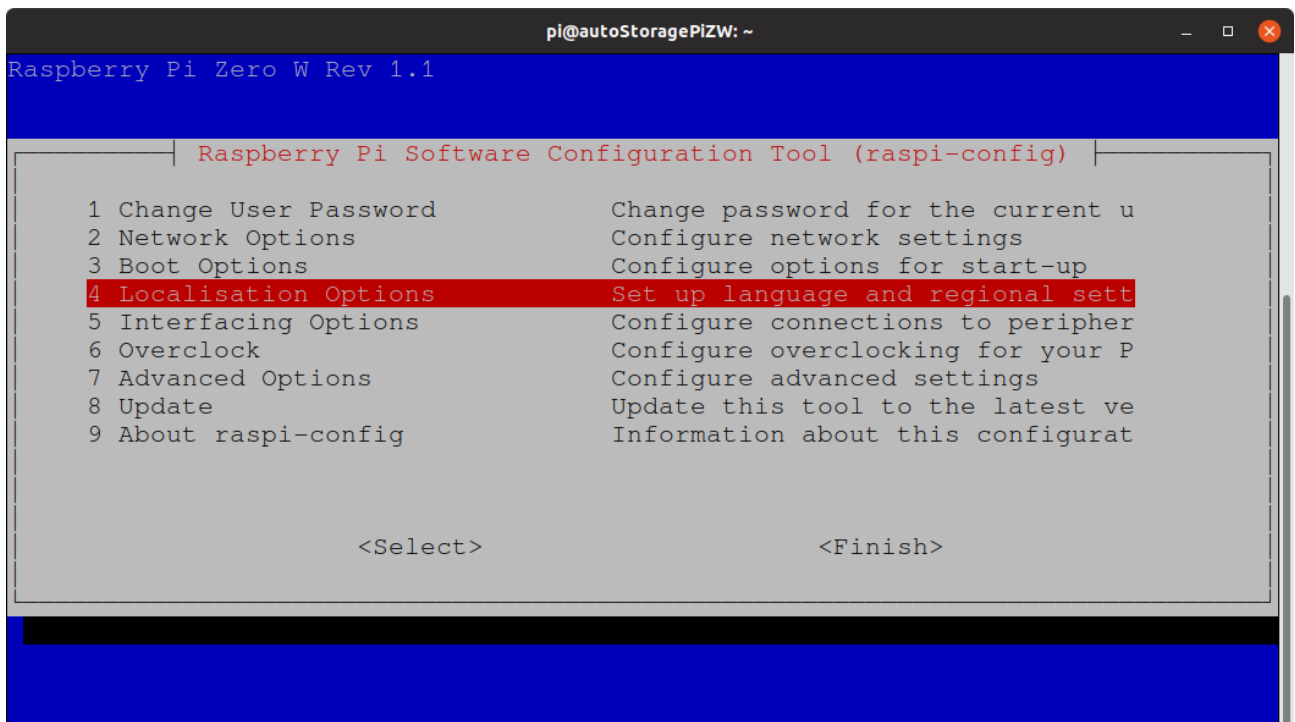 pi@autoStoragePiZW: ~
Raspberry Pi Zero W Rev 1.1
Raspberry Pi Software Configuration Tool (raspi-config)
1 Change User Password Change password for the current u
2 Network Options Configure network settings
3 Boot Options Configure options for start-up
4 Localisation Options Set up language and regional sett
5 Interfacing Options Configure connections to peripher
6 Overclock Configure overclocking for your P
7 Advanced Options Configure advanced settings
8 Update Update this tool to the latest ve
9 About raspi-config Information about this configurat
<Select> <Finish>